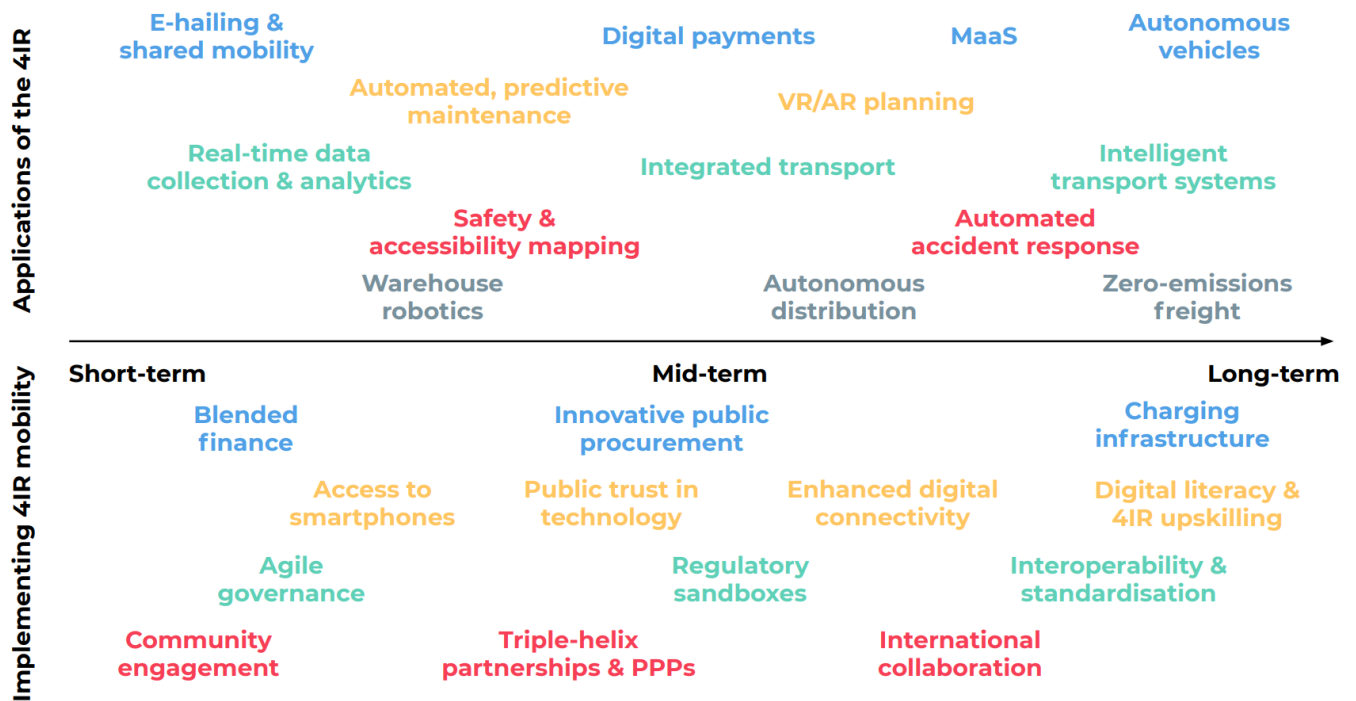 Applications of the 4IR
E-hailing &
shared mobility
Digital payments
MaaS
Autonomous
vehicles
Automated, predictive
maintenance
VR/AR planning
Real-time data
collection & analytics
Integrated transport
Intelligent
transport systems
Safety &
accessibility mapping
Automated
accident response
Warehouse
robotics
Autonomous
distribution
Zero-emissions
freight
Short-term
Mid-term
Long-term
Implementing 4IR mobility
Blended
finance
Innovative public
procurement
Charging
infrastructure
Access to
smartphones
Public trust in
technology
Enhanced digital
connectivity
Digital literacy &
4IR upskilling
Agile
governance
Regulatory
sandboxes
Interoperability &
standardisation
Community
engagement
Triple-helix
partnerships & PPPs
International
collaboration